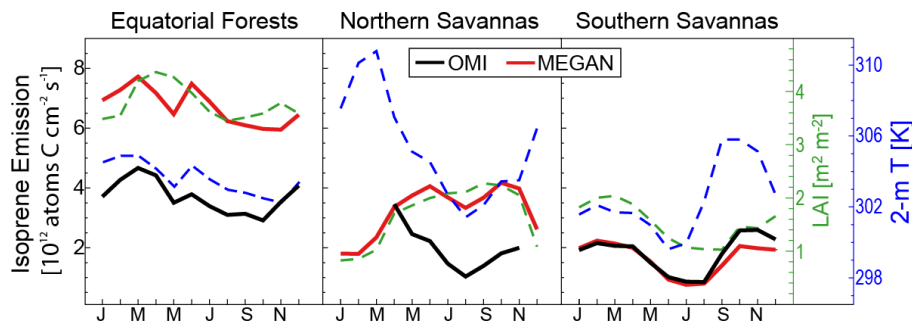 Equatorial Forests
Northern Savannas
Southern Savannas
Isoprene Emission
[10¹² atoms C cm⁻² s⁻¹]
8
6
4
2
OMI
MEGAN
4
3
2
1
LAI [m² m⁻²]
310
306
302
298
2-m T [K]
J M M J S N
J M M J S N
J M M J S N